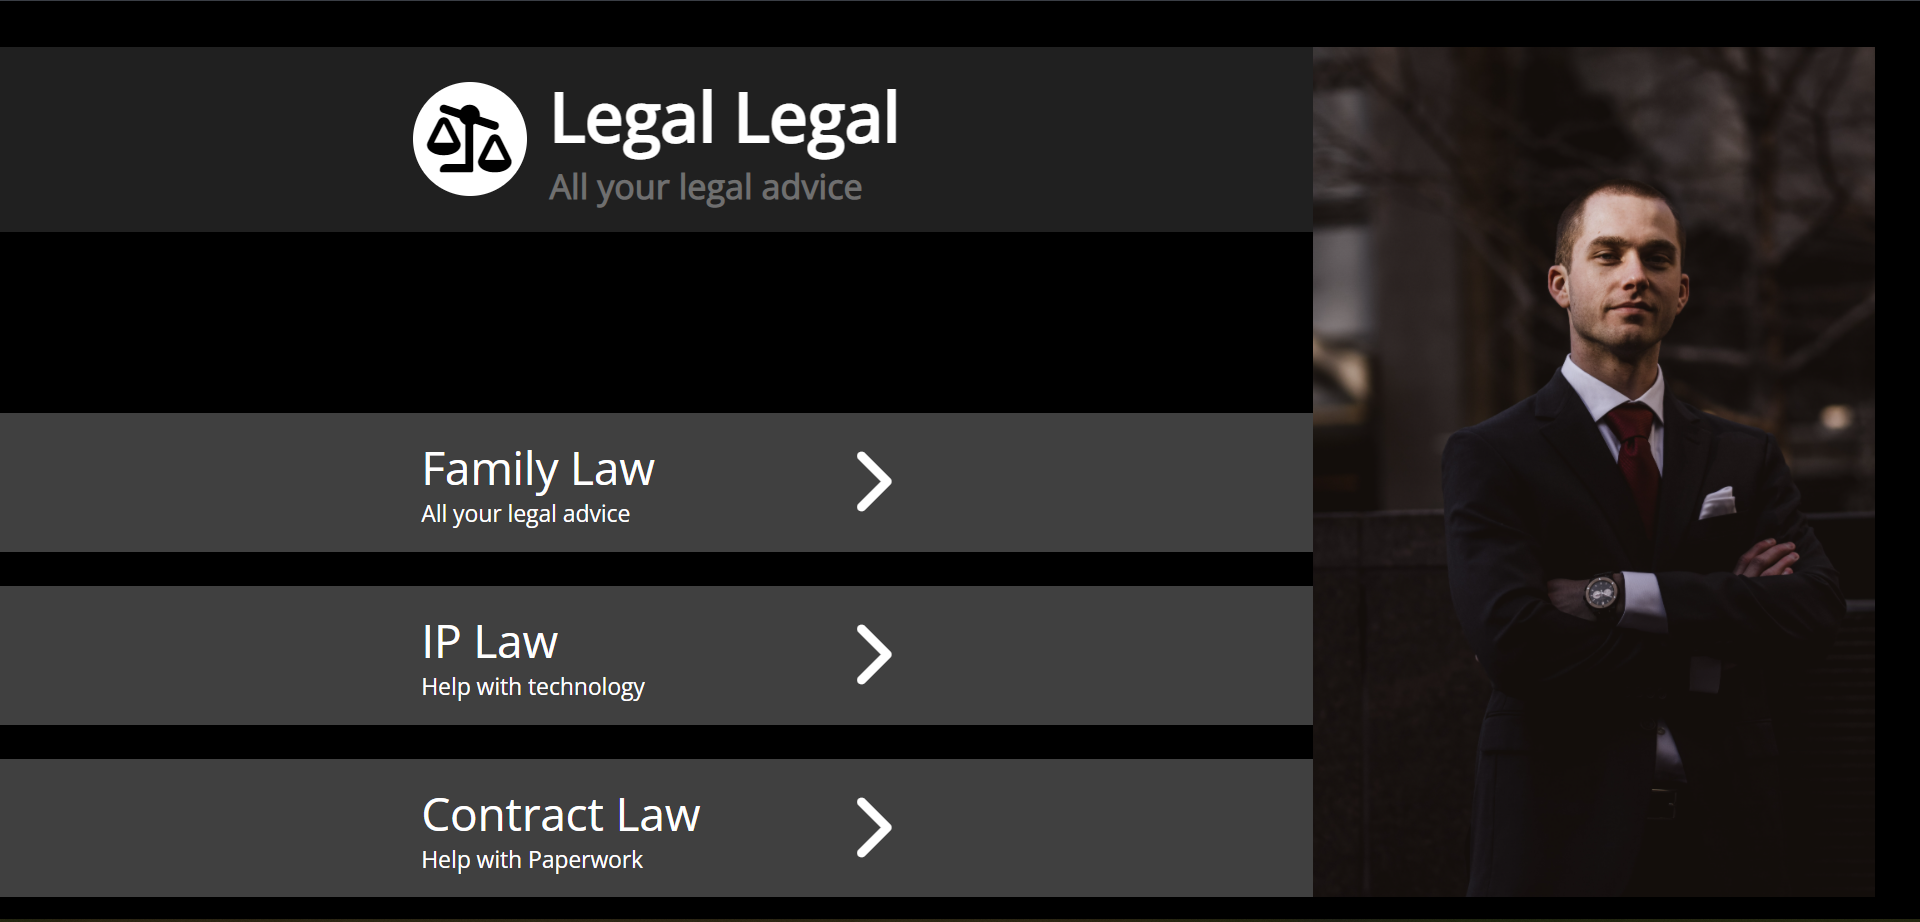 Legal Legal
All your legal advice
Family Law
All your legal advice
IP Law
Help with technology
Contract Law
Help with Paperwork